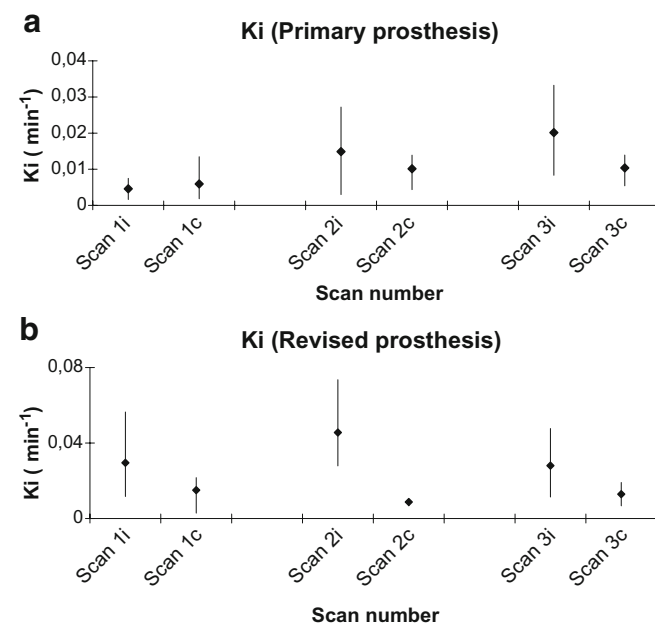 a
Ki (Primary prosthesis)
0,04
0,03
0,02
0,01
0
Ki ( min-1)
Scan 1i
Scan 1c
Scan 2i
Scan 2c
Scan 3i
Scan 3c
Scan number
b
Ki (Revised prosthesis)
0,08
0,04
0
Ki ( min-1)
Scan 1i
Scan 1c
Scan 2i
Scan 2c
Scan 3i
Scan 3c
Scan number